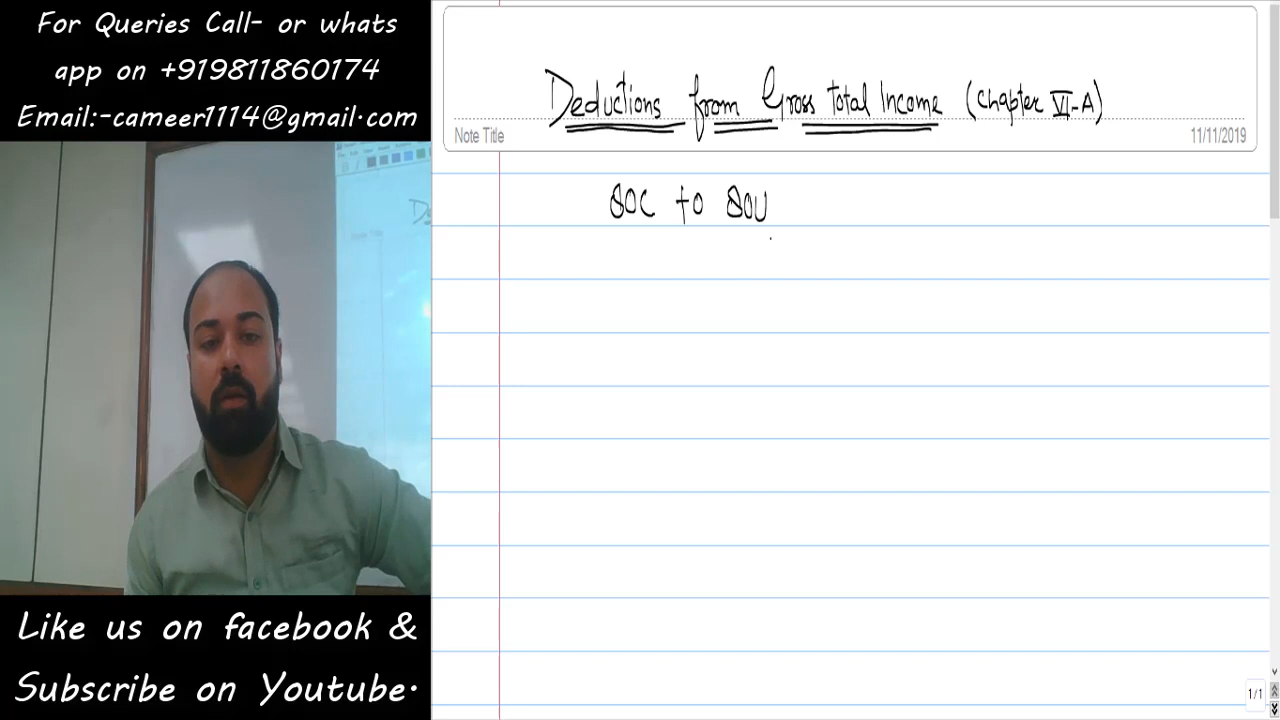 For Queries Call- or whats
app on +919811860174
Email:-cameer1114@gmail.com
Like us on facebook &
Subscribe on Youtube.
Deductions from Gross total Income (Chapter VI-A)
Note Title
11/11/2019
80C to 80U
1/1